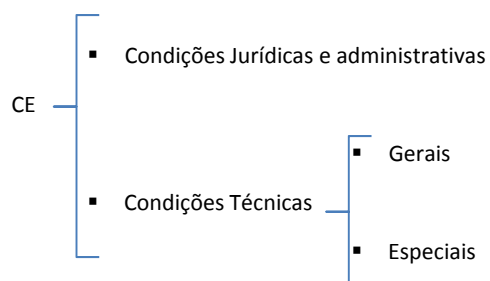 Condições Jurídicas e administrativas
CE
Condições Técnicas
Gerais
Especiais